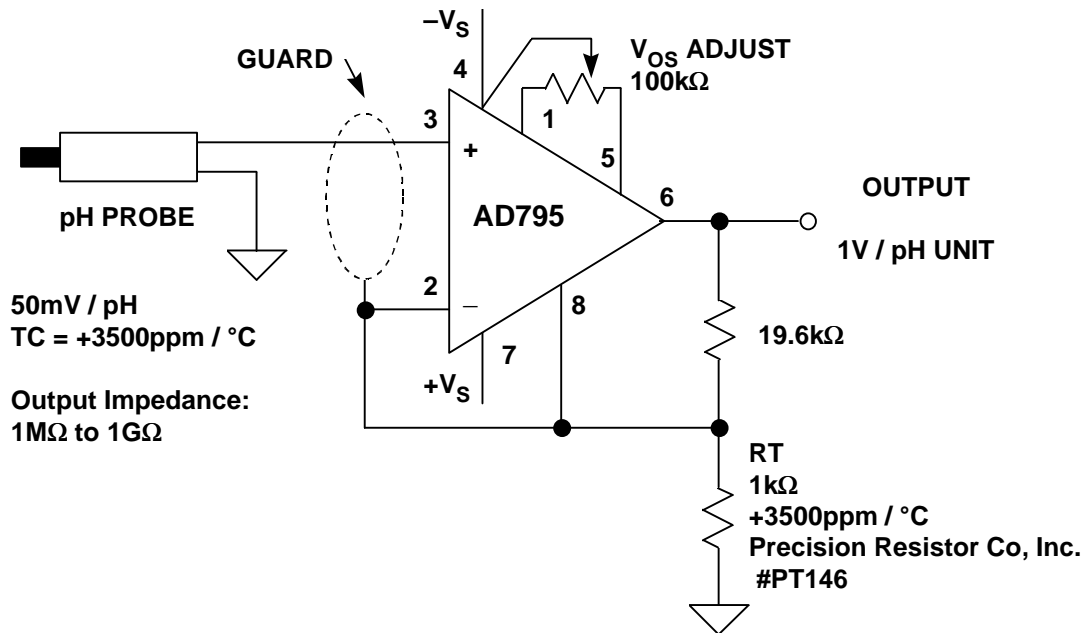 –VS
4
GUARD
VOS ADJUST
100kΩ
3
1
+
5
pH PROBE
AD795
6
OUTPUT
1V / pH UNIT
50mV / pH
TC = +3500ppm / °C
2
–
8
7
+VS
19.6kΩ
Output Impedance:
1MΩ to 1GΩ
RT
1kΩ
+3500ppm / °C
Precision Resistor Co, Inc.
#PT146